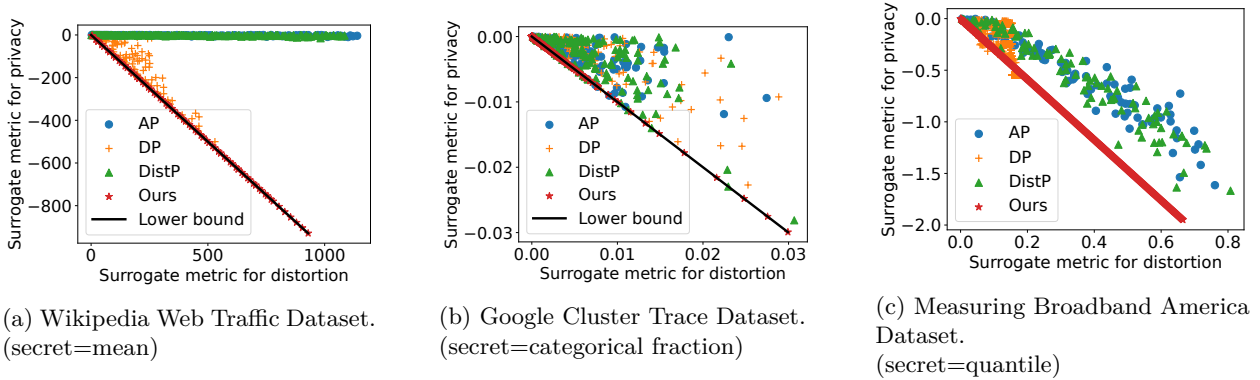 Surrogate metric for privacy
0
−200
−400
−600
−800
AP
DP
DistP
Ours
Lower bound
0
500
1000
Surrogate metric for distortion
(a) Wikipedia Web Traffic Dataset.
(secret=mean)
Surrogate metric for privacy
0.00
−0.01
−0.02
−0.03
AP
DP
DistP
Ours
Lower bound
0.00
0.01
0.02
0.03
Surrogate metric for distortion
(b) Google Cluster Trace Dataset.
(secret=categorical fraction)
Surrogate metric for privacy
0.0
−0.5
−1.0
−1.5
−2.0
AP
DP
DistP
Ours
0.0
0.2
0.4
0.6
0.8
Surrogate metric for distortion
(c) Measuring Broadband America
Dataset.
(secret=quantile)